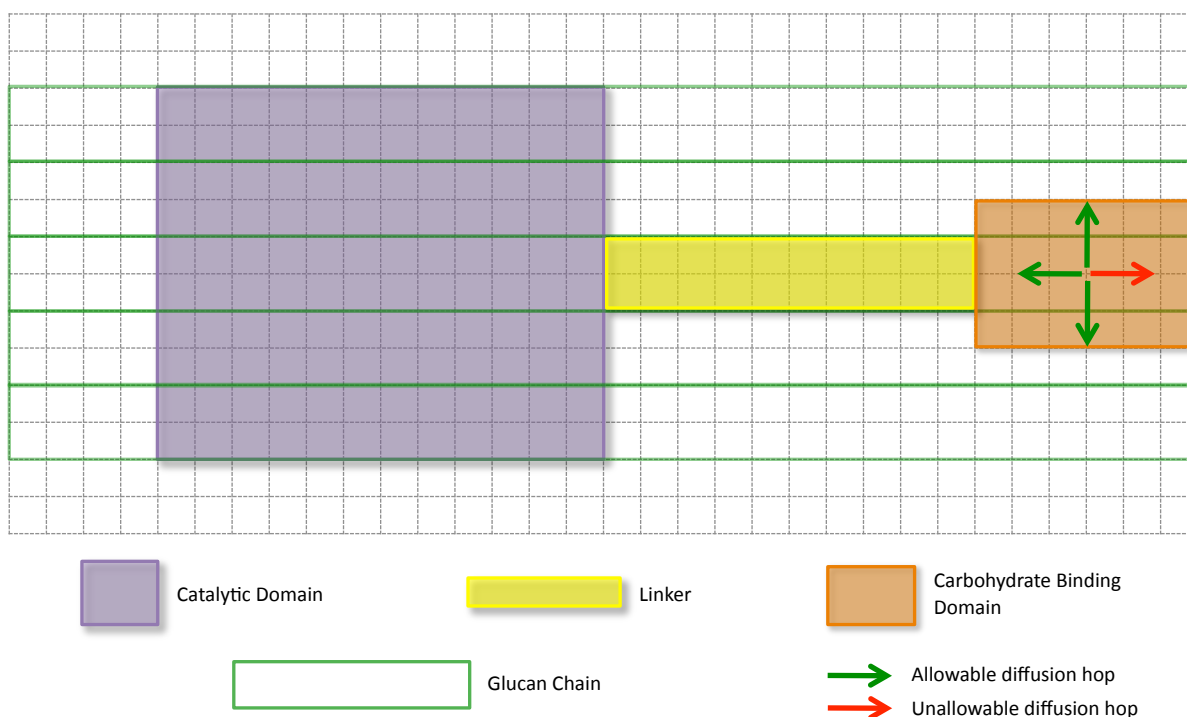 Catalytic Domain
Linker
Carbohydrate Binding
Domain
Glucan Chain
Allowable diffusion hop
Unallowable diffusion hop